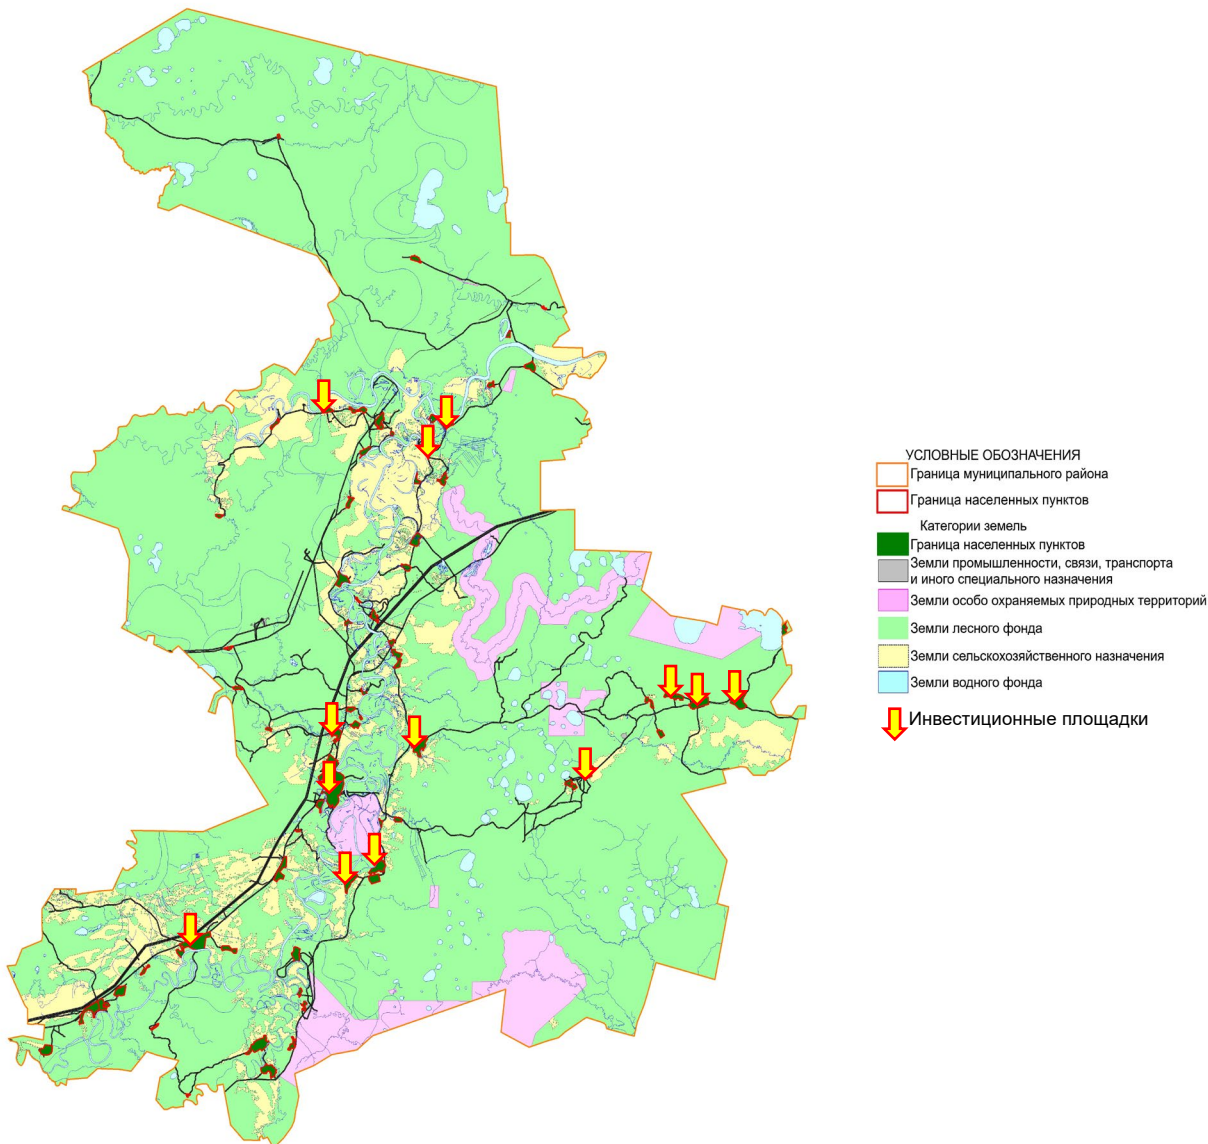 УСЛОВНЫЕ ОБОЗНАЧЕНИЯ
Граница муниципального района
Граница населенных пунктов
Категории земель
Граница населенных пунктов
Земли промышленности, связи, транспорта
и иного специального назначения
Земли особо охраняемых природных территорий
Земли лесного фонда
Земли сельскохозяйственного назначения
Земли водного фонда
Инвестиционные площадки